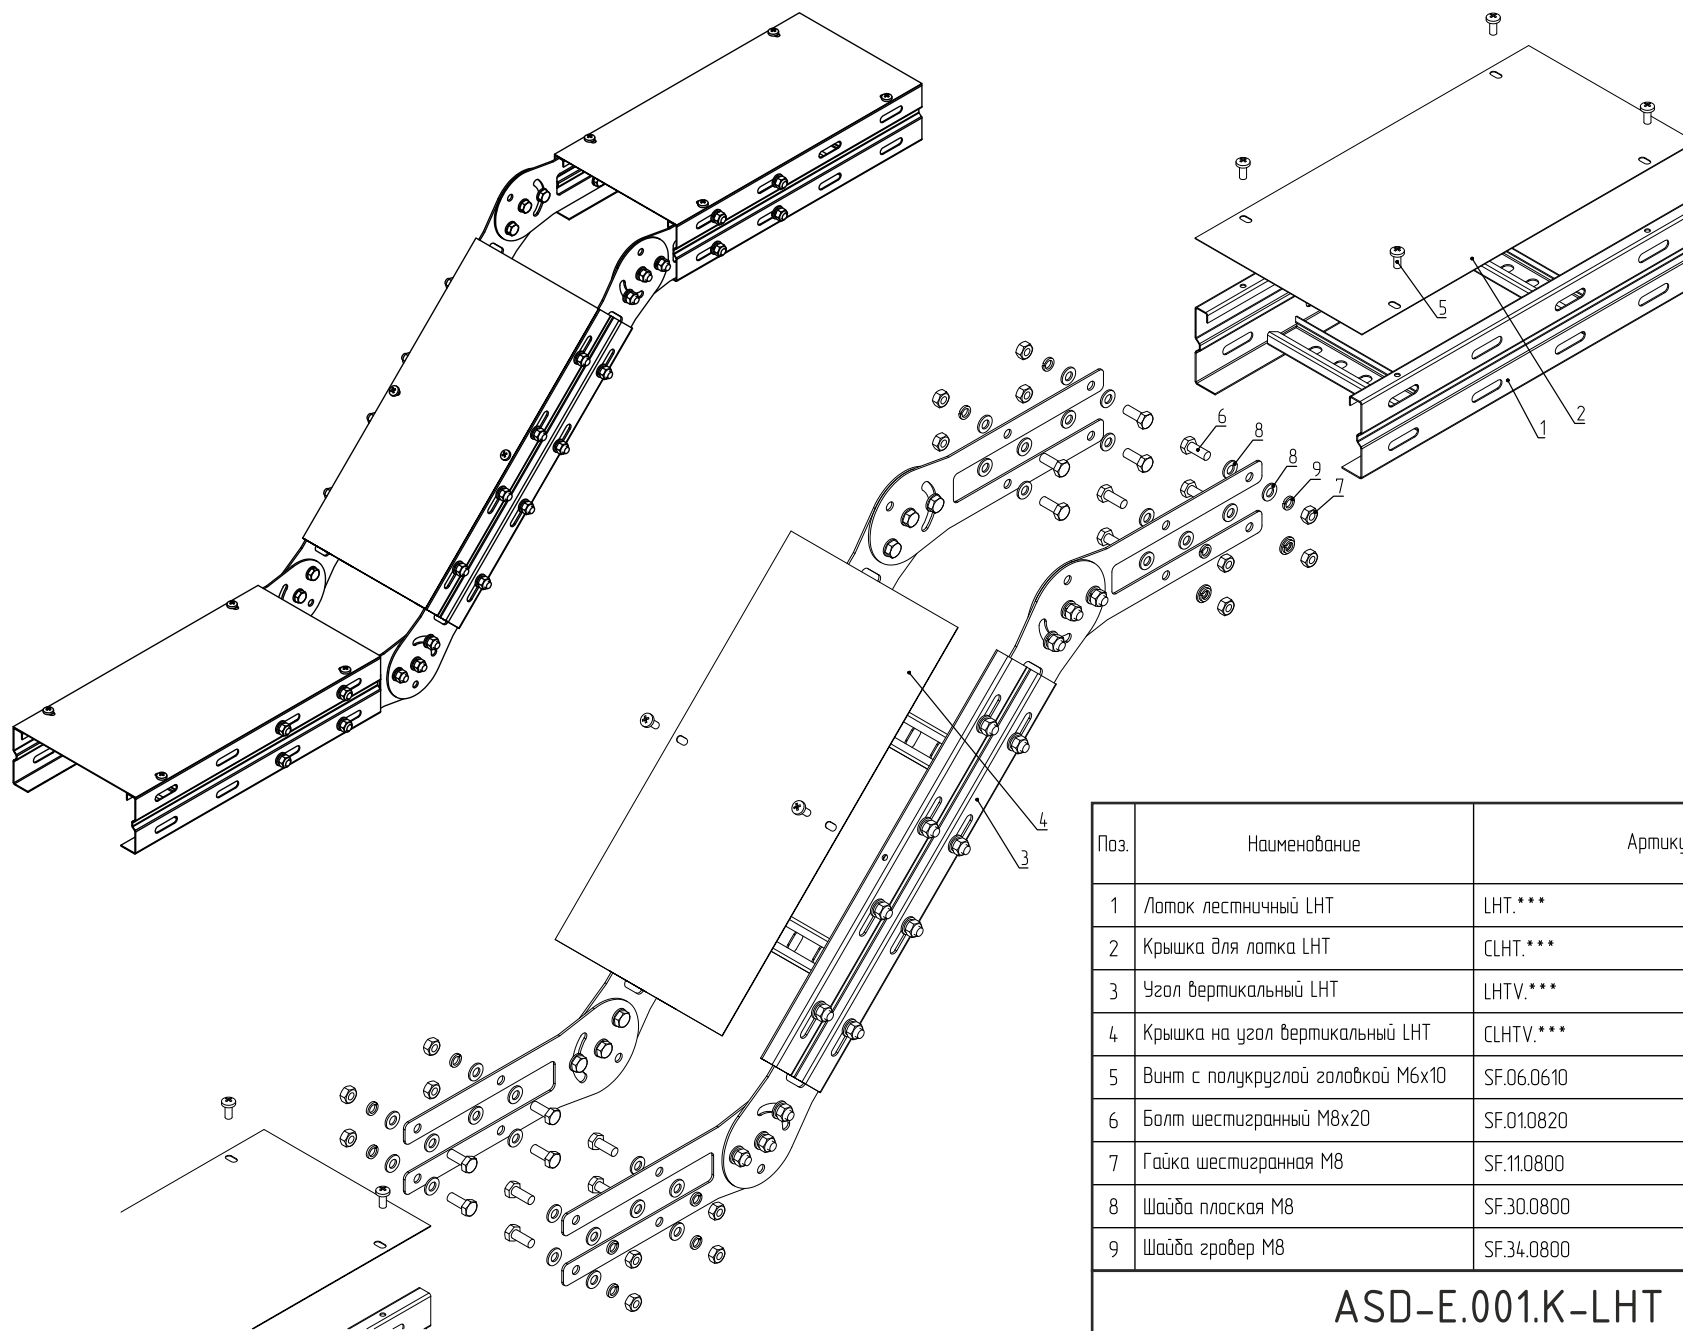 5
2
1
6
8
8
9
7
4
3
Поз. Наименование Артику
1 Лоток лестничный LHT LHT.***
2 Крышка для лотка LHT CLHT.***
3 Угол вертикальный LHT LHTV.***
4 Крышка на угол вертикальный LHT CLHTV.***
5 Винт с полукруглой головкой М6х10 SF.06.0610
6 Болт шестигранный М8х20 SF.01.0820
7 Гайка шестигранная М8 SF.11.0800
8 Шайба плоская М8 SF.30.0800
9 Шайба гровер М8 SF.34.0800
ASD-E.001.K-LHT